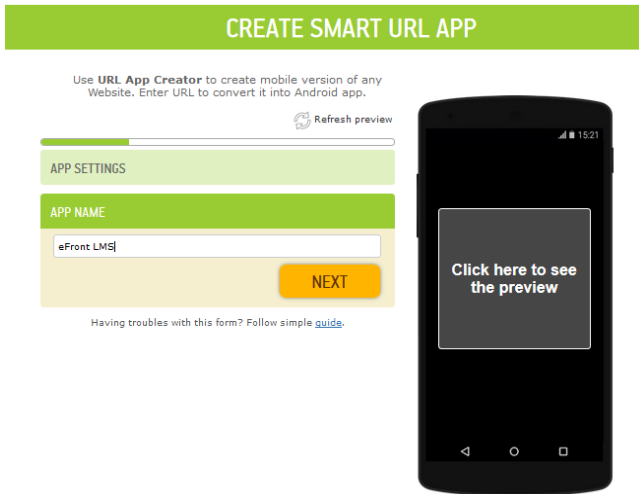 CREATE SMART URL APP
Use URL App Creator to create mobile version of any
Website. Enter URL to convert it into Android app.
Refresh preview
15:21
APP SETTINGS
APP NAME
eFront LMS
Click here to see
the preview
NEXT
Having troubles with this form? Follow simple guide.